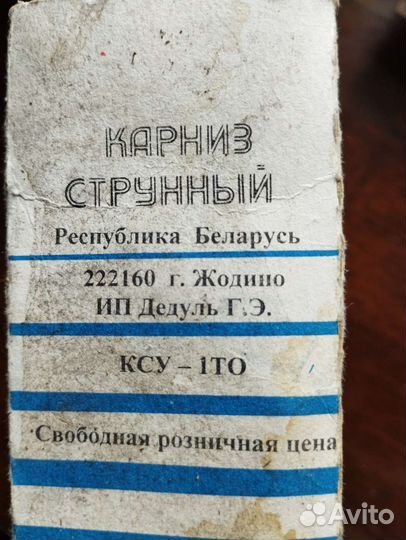 КАРНИЗ
СТРУННЫЙ
Республика Беларусь
222160 г. Жодино
ИП Дедуль Г.Э.
КСУ – 1ТО
Свободная розничная цена
Avito